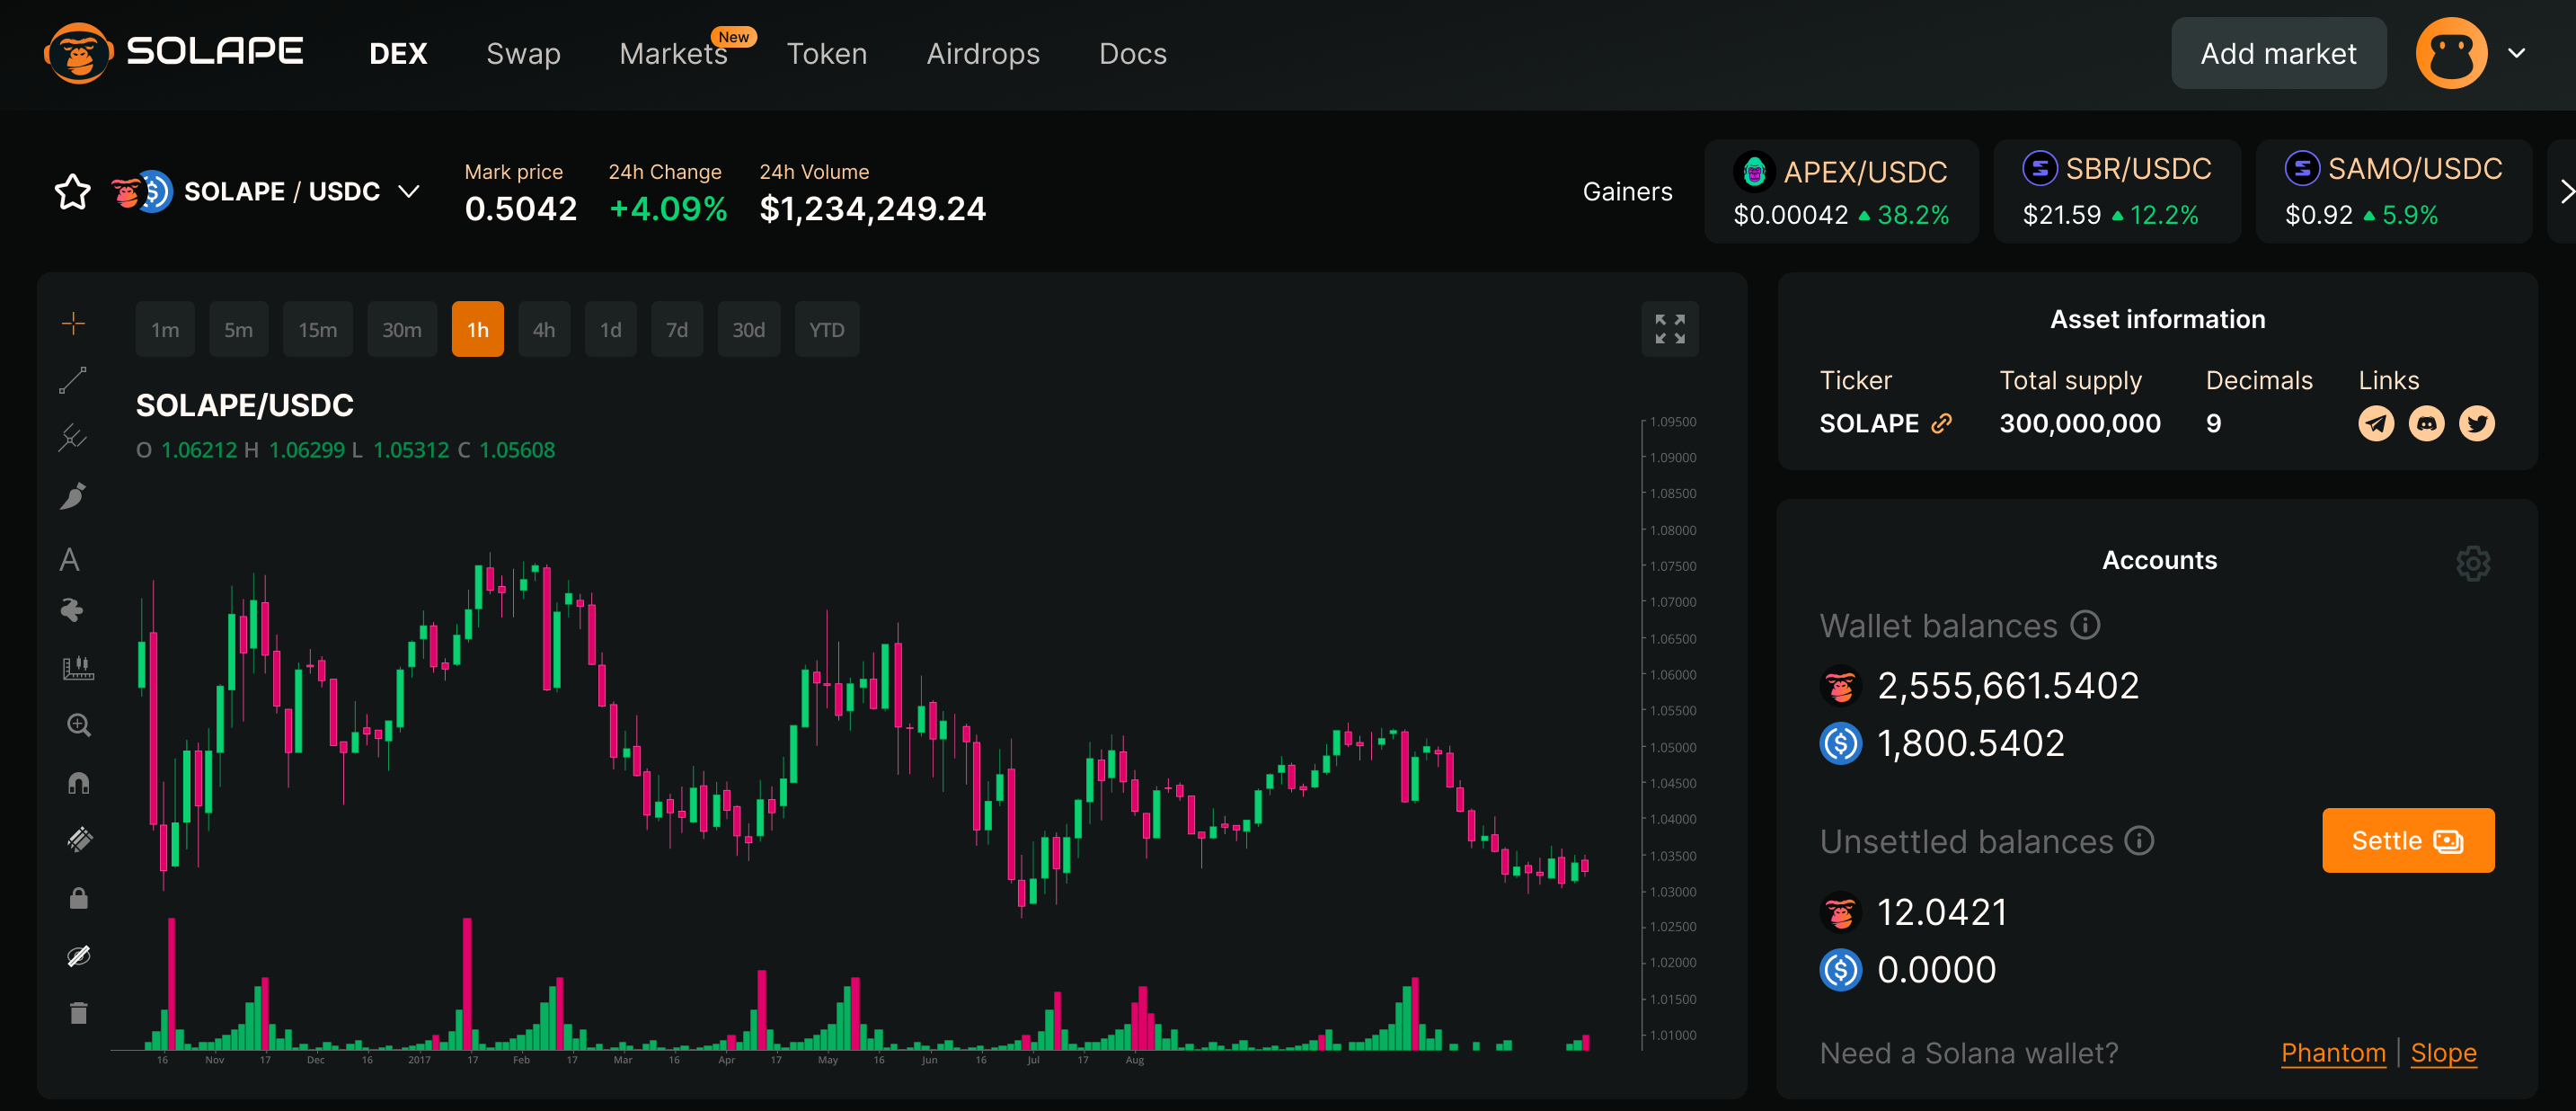 SOLAPE DEX Swap Markets New Token Airdrops Docs Add market
SOLAPE / USDC
Mark price 24h Change 24h Volume
0.5042 +4.09% $1,234,249.24
Gainers
APEX/USDC
$0.00042 38.2%
SBR/USDC
$21.59 12.2%
SAMO/USDC
$0.92 5.9%
1m 5m 15m 30m 1h 4h 1d 7d 30d YTD
SOLAPE/USDC
O 1.06212 H 1.06299 L 1.05312 C 1.05608
1.09500
1.09000
1.08500
1.08000
1.07500
1.07000
1.06500
1.06000
1.05500
1.05000
1.04500
1.04000
1.03500
1.03000
1.02500
1.02000
1.01500
1.01000
16 Nov 17 Dec 16 2017 17 Feb 17 Mar 16 Apr 17 May 16 Jun 16 Jul 17 Aug
Asset information
Ticker Total supply Decimals Links
SOLAPE 300,000,000 9
Accounts
Wallet balances
2,555,661.5402
1,800.5402
Unsettled balances
Settle
12.0421
0.0000
Need a Solana wallet? Phantom | Slope